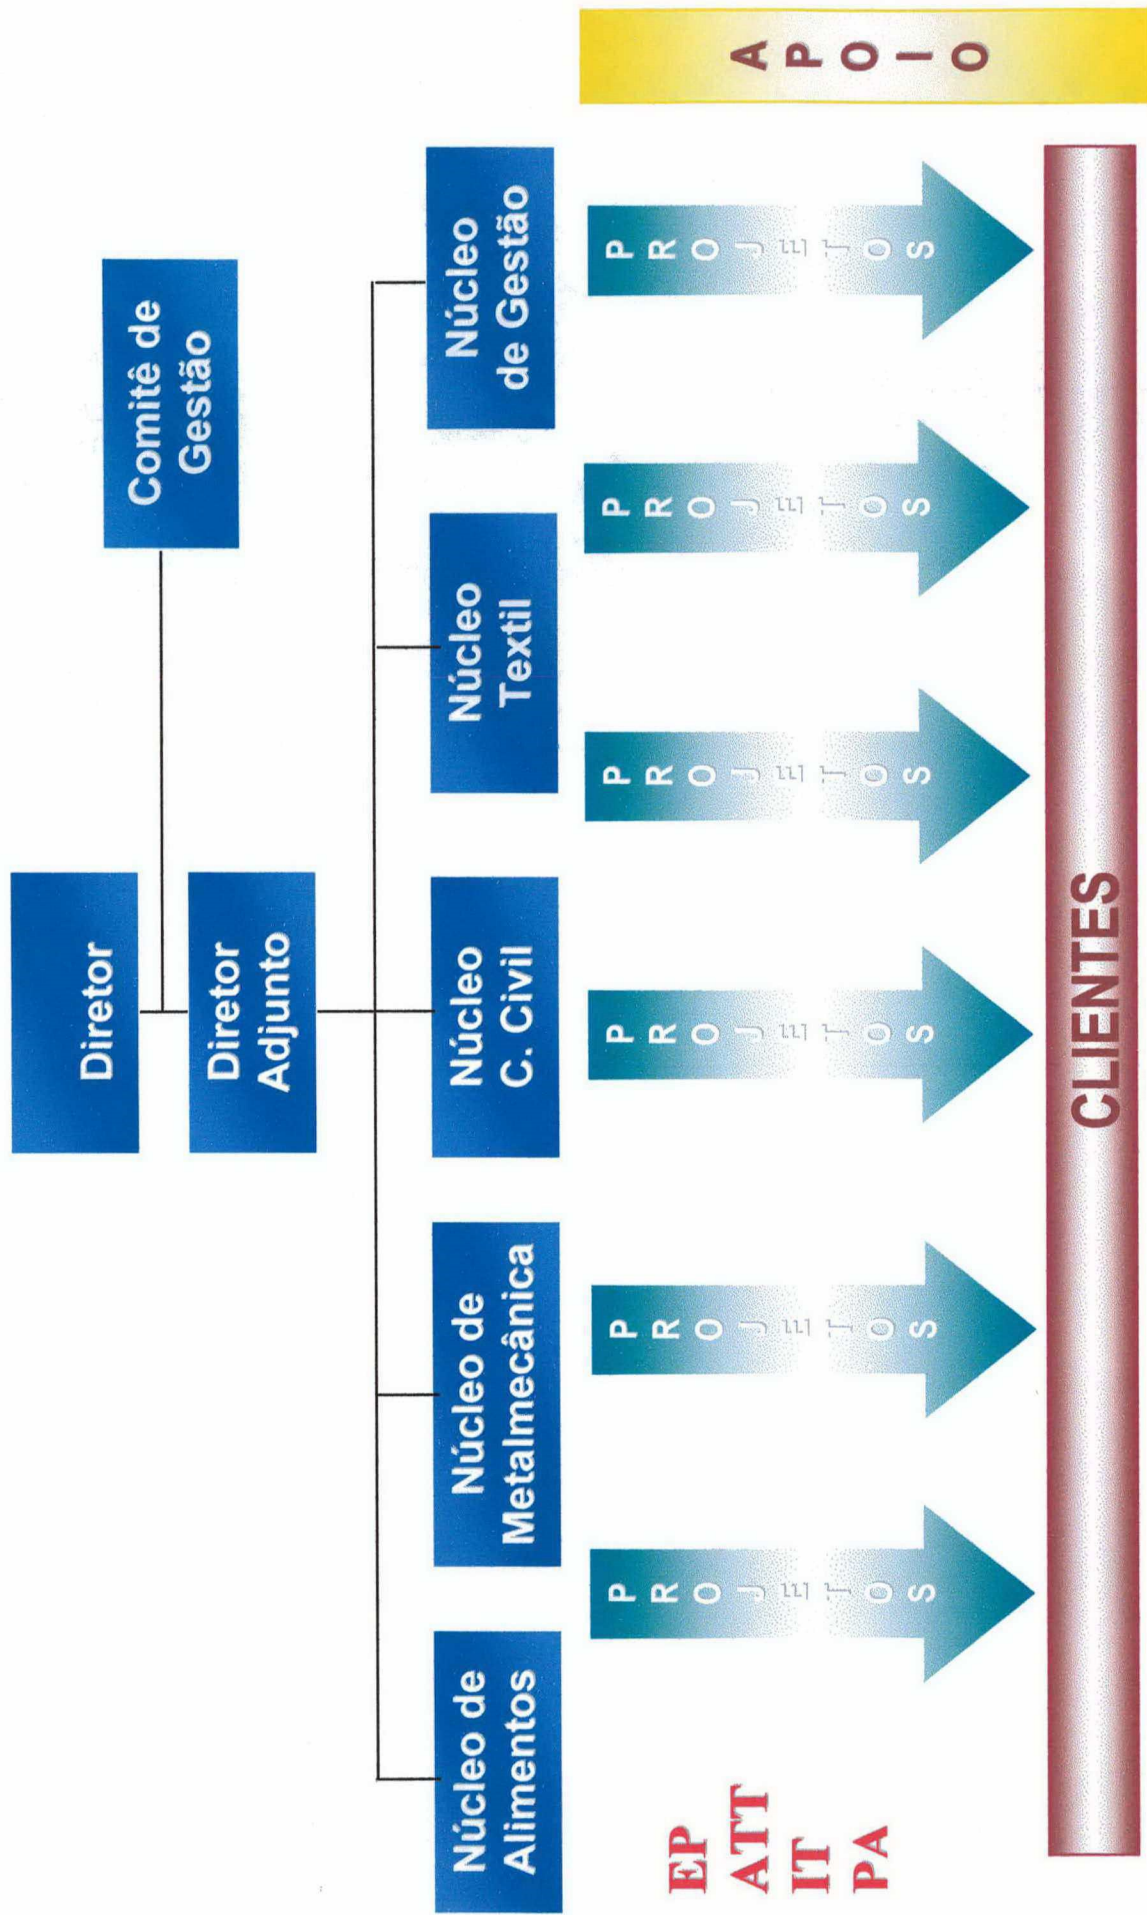 Diretor
Comitê de
Gestão
Diretor
Adjunto
Núcleo de
Alimentos
Núcleo de
Metalmecânica
Núcleo
C. Civil
Núcleo
Textil
Núcleo
de Gestão
EP
ATT
IT
PA
PROJETOS
PROJETOS
PROJETOS
PROJETOS
PROJETOS
PROJETOS
APOIO
CLIENTES